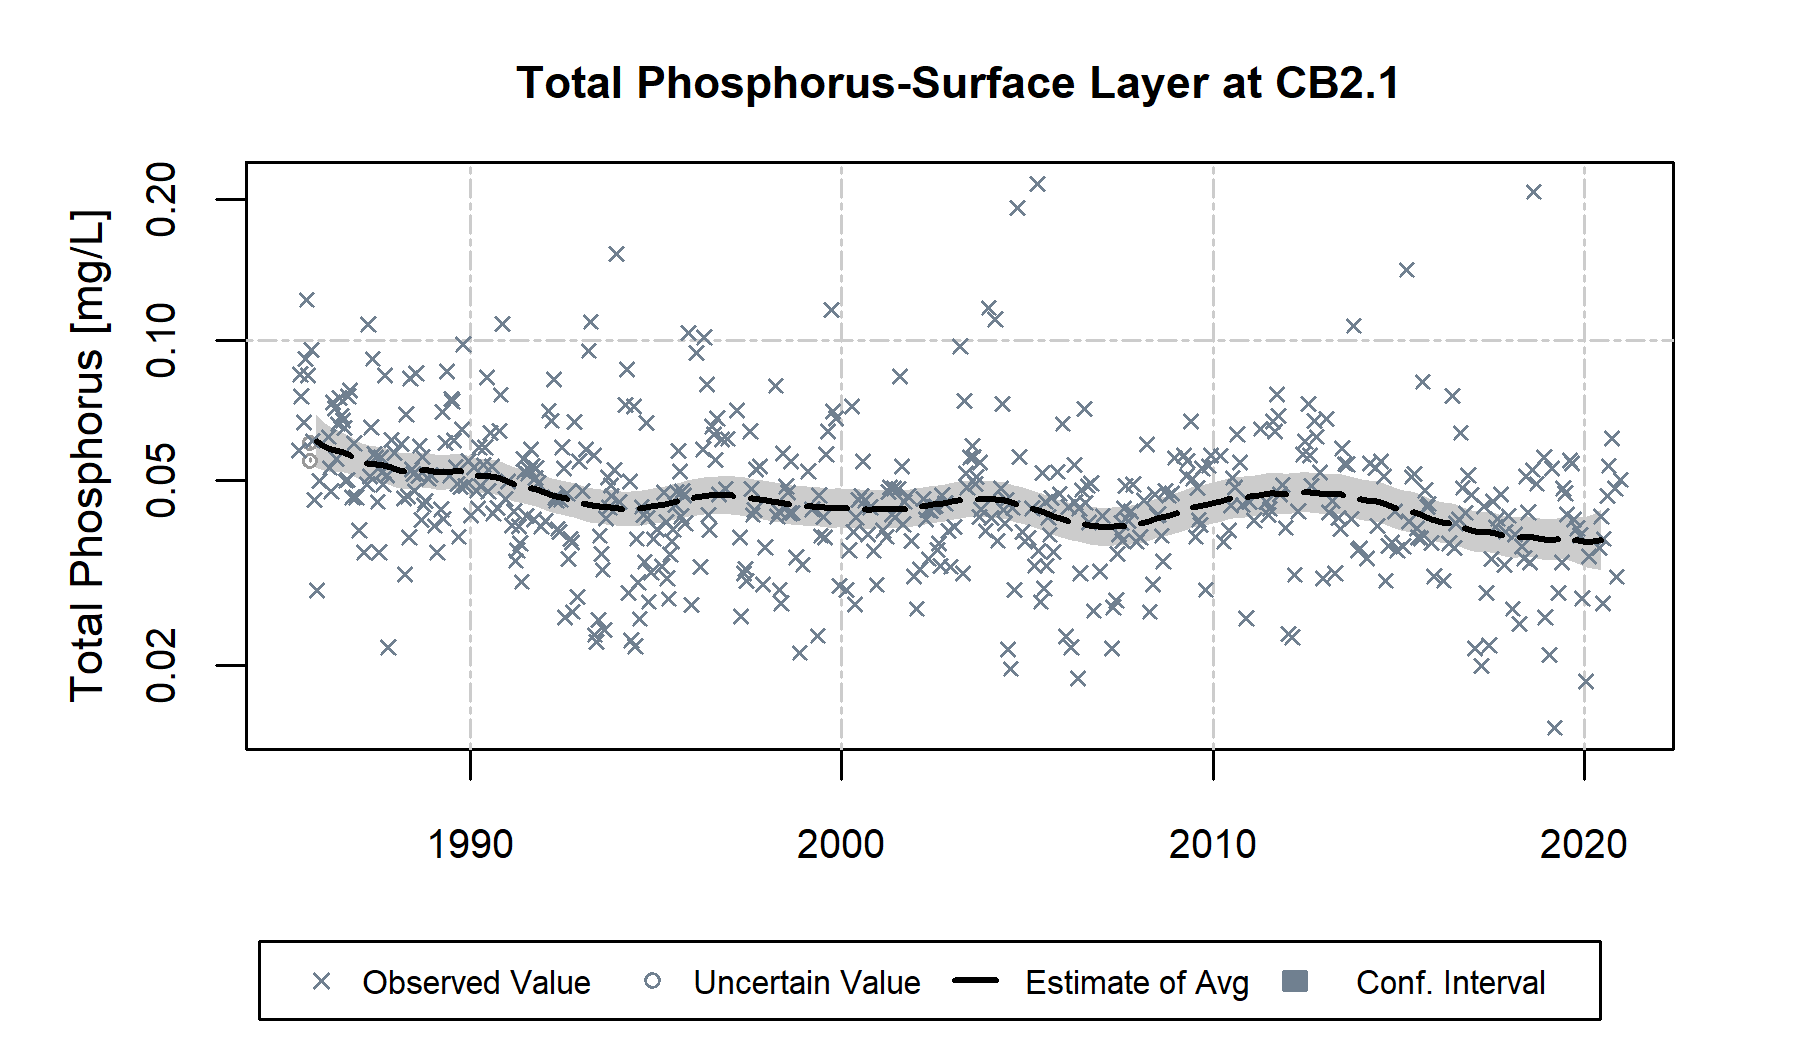 Total Phosphorus-Surface Layer at CB2.1
Total Phosphorus [mg/L]
0.20
0.10
0.05
0.02
1990 2000 2010 2020
Observed Value Uncertain Value Estimate of Avg Conf. Interval